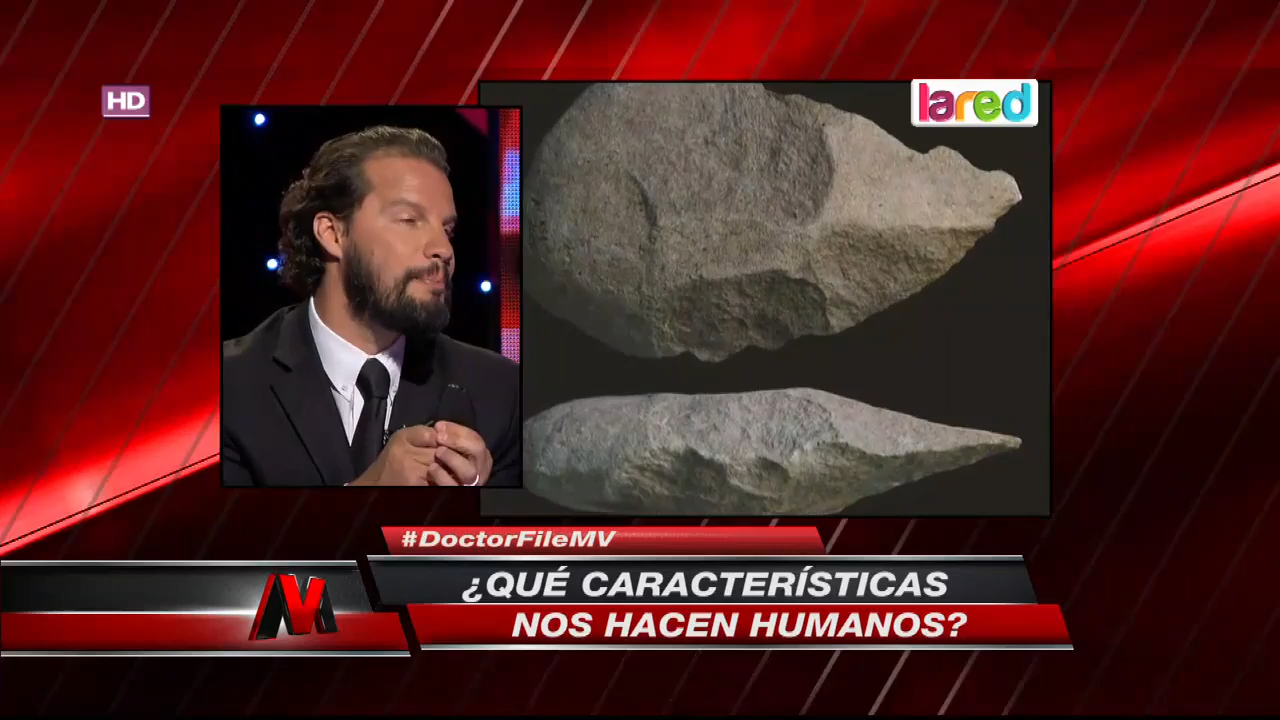 HD
lared
#DoctorFileMV
¿QUÉ CARACTERÍSTICAS
NOS HACEN HUMANOS?